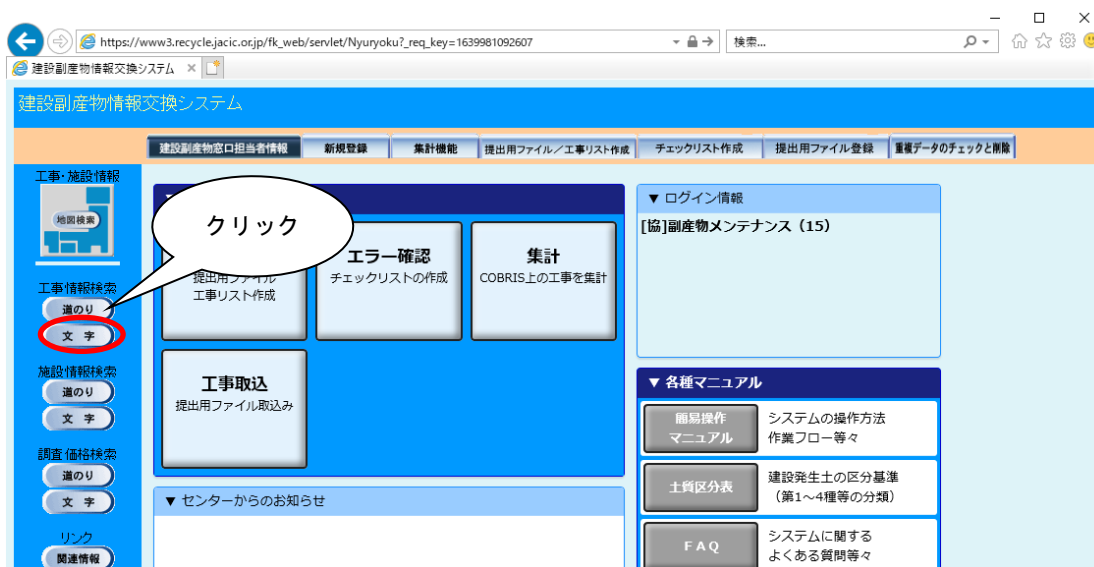 https://www3.recycle.jacic.or.jp/fk_web/servlet/Nyuryoku?_req_key=1639981092607
検索...
建設副産物情報交換システム
建設副産物情報交換システム
建設副産物窓口担当者情報
新規登録
集計機能
提出用ファイル／工事リスト作成
チェックリスト作成
提出用ファイル登録
重複データのチェックと削除
工事・施設情報
地図検索
工事情報検索
道のり
文字
施設情報検索
道のり
文字
調査価格検索
道のり
文字
リンク
関連情報
クリック
▼
提出用ファイル
工事リスト作成
エラー確認
チェックリストの作成
集計
COBRIS上の工事を集計
工事取込
提出用ファイル取込み
▼ センターからのお知らせ
▼ ログイン情報
[協]副産物メンテナンス（15）
▼ 各種マニュアル
簡易操作
マニュアル
システムの操作方法
作業フロー等々
土質区分表
建設発生土の区分基準
（第1～4種等の分類）
ＦＡＱ
システムに関する
よくある質問等々